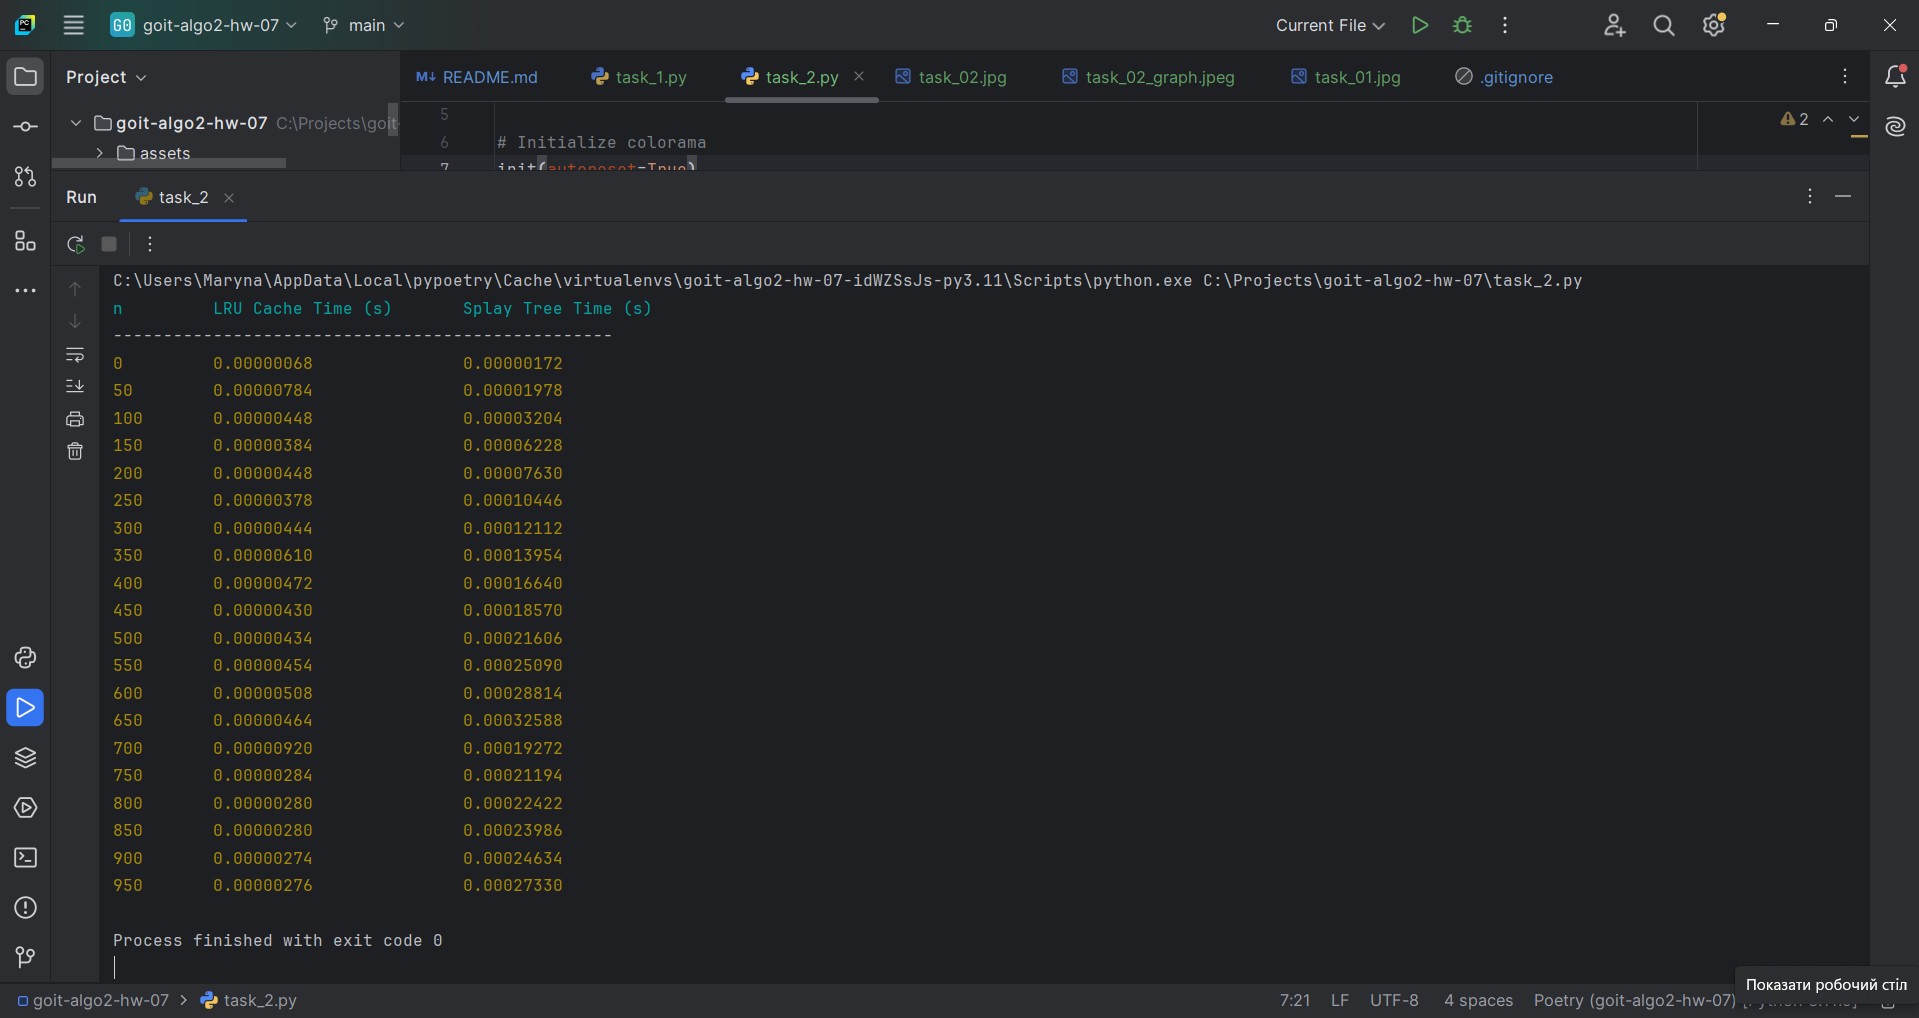 GO goit-algo2-hw-07 main Current File
Project README.md task_1.py task_2.py task_02.jpg task_02_graph.jpeg task_01.jpg .gitignore
goit-algo2-hw-07 C:\Projects\goit-
assets
5
6 # Initialize colorama
7 init(autoreset=True)
2
Run task_2
C:\Users\Maryna\AppData\Local\pypoetry\Cache\virtualenvs\goit-algo2-hw-07-idWZSsJs-py3.11\Scripts\python.exe C:\Projects\goit-algo2-hw-07\task_2.py
n LRU Cache Time (s) Splay Tree Time (s)
--------------------------------------------------
0 0.00000068 0.00000172
50 0.00000784 0.00001978
100 0.00000448 0.00003204
150 0.00000384 0.00006228
200 0.00000448 0.00007630
250 0.00000378 0.00010446
300 0.00000444 0.00012112
350 0.00000610 0.00013954
400 0.00000472 0.00016640
450 0.00000430 0.00018570
500 0.00000434 0.00021606
550 0.00000454 0.00025090
600 0.00000508 0.00028814
650 0.00000464 0.00032588
700 0.00000920 0.00019272
750 0.00000284 0.00021194
800 0.00000280 0.00022422
850 0.00000280 0.00023986
900 0.00000274 0.00024634
950 0.00000276 0.00027330
Process finished with exit code 0
Показати робочий стіл
goit-algo2-hw-07 > task_2.py 7:21 LF UTF-8 4 spaces Poetry (goit-algo2-hw-07)